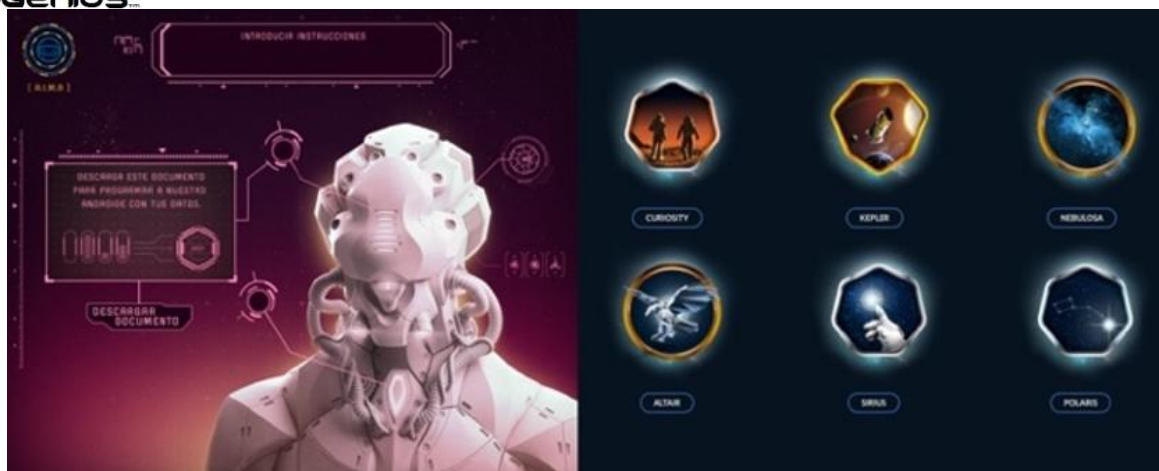 Genios
INTRODUCIR INSTRUCCIONES
[A.I.M.A]
DESCARGA ESTE DOCUMENTO
PARA PROGRAMAR A NUESTRO
ANDROIDE CON TUS DATOS.
DESCARGAR
DOCUMENTO
CURIOSITY
KEPLER
NEBULOSA
ALTAIR
SIRIUS
POLARIS